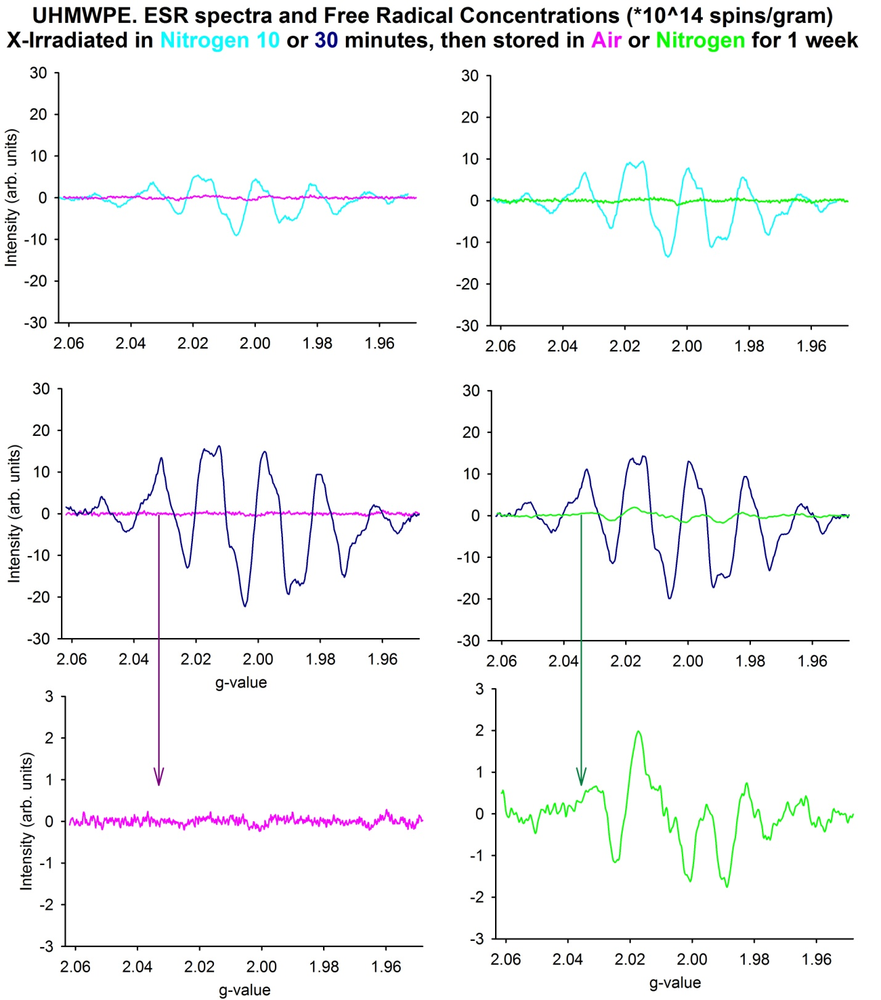 UHMWPE. ESR spectra and Free Radical Concentrations (*10^14 spins/gram)
X-Irradiated in Nitrogen 10 or 30 minutes, then stored in Air or Nitrogen for 1 week
Intensity (arb. units)
30
20
10
0
-10
-20
-30
2.06 2.04 2.02 2.00 1.98 1.96
30
20
10
0
-10
-20
-30
2.06 2.04 2.02 2.00 1.98 1.96
Intensity (arb. units)
30
20
10
0
-10
-20
-30
2.06 2.04 2.02 2.00 1.98 1.96
g-value
Intensity (arb. units)
30
20
10
0
-10
-20
-30
2.06 2.04 2.02 2.00 1.98 1.96
Intensity (arb. units)
3
2
1
0
-1
-2
-3
2.06 2.04 2.02 2.00 1.98 1.96
g-value
3
2
1
0
-1
-2
-3
2.06 2.04 2.02 2.00 1.98 1.96
g-value